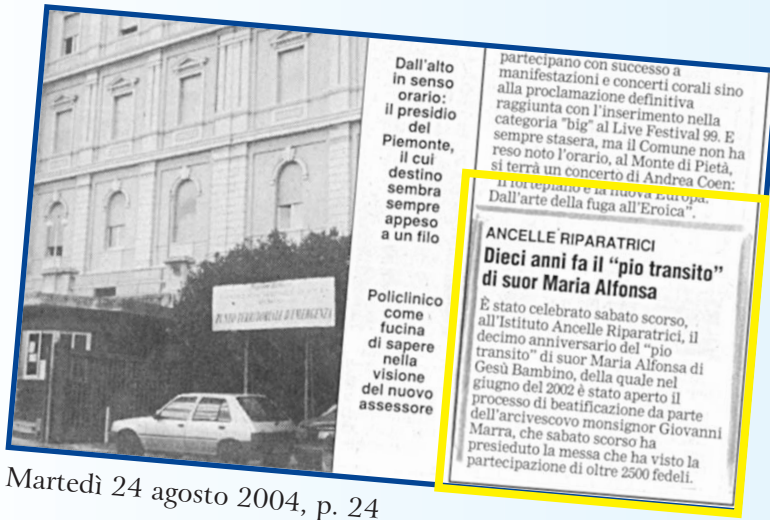 Dall'alto
in senso
orario:
il presidio
del
Piemonte,
il cui
destino
sembra
sempre
appeso
a un filo
Policlinico
come
fucina
di sapere
nella
visione
del nuovo
assessore
partecipano con successo a
manifestazioni e concerti corali sino
alla proclamazione definitiva
raggiunta con l'inserimento nella
categoria "big" al Live Festival 99. E
sempre stasera, ma il Comune non ha
reso noto l'orario, al Monte di Pietà,
si terrà un concerto di Andrea Coen:
"Il fortepiano e la nuova Europa.
Dall'arte della fuga all'Eroica".
ANCELLE RIPARATRICI
Dieci anni fa il “pio transito”
di suor Maria Alfonsa
È stato celebrato sabato scorso,
all'Istituto Ancelle Riparatrici, il
decimo anniversario del “pio
transito” di suor Maria Alfonsa di
Gesù Bambino, della quale nel
giugno del 2002 è stato aperto il
processo di beatificazione da parte
dell'arcivescovo monsignor Giovanni
Marra, che sabato scorso ha
presieduto la messa che ha visto la
partecipazione di oltre 2500 fedeli.
PUNTO TERRITORIALE D'EMERGENZA
Martedì 24 agosto 2004, p. 24